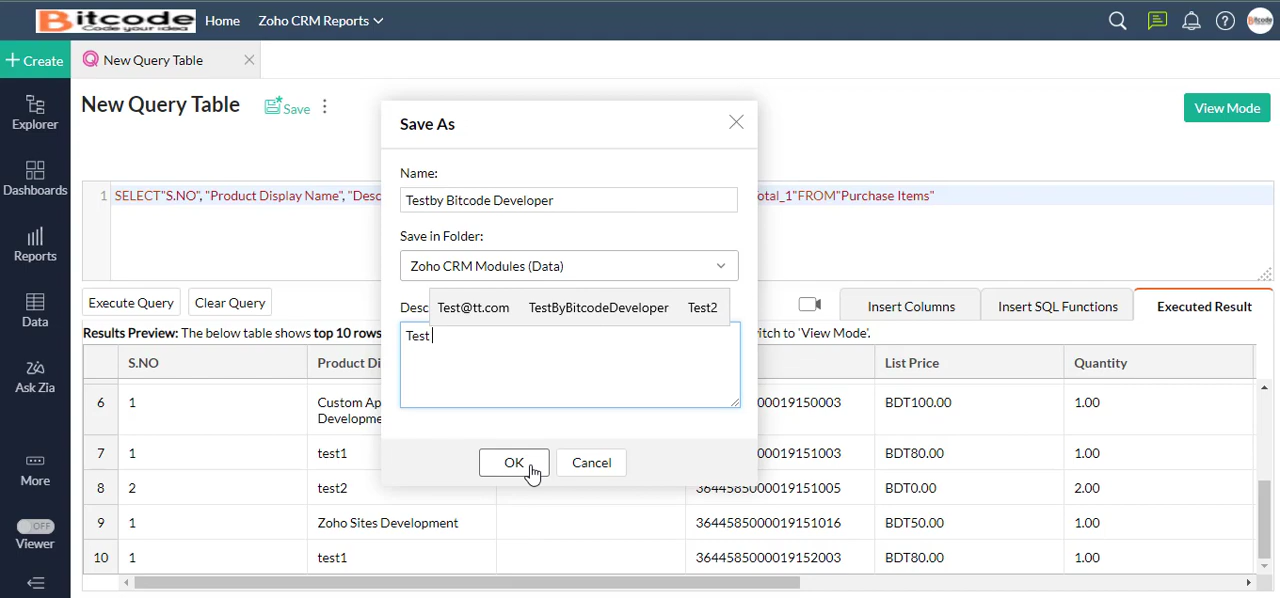 Bitcode
Code your idea
Home
Zoho CRM Reports
Create
New Query Table
New Query Table
Save
View Mode
Explorer
Dashboards
Reports
Data
Ask Zia
More
OFF
Viewer
1 SELECT"S.NO", "Product Display Name", "Desc
otal_1"FROM"Purchase Items"
Save As
Name:
Testby Bitcode Developer
Save in Folder:
Zoho CRM Modules (Data)
Desc
Test@tt.com TestByBitcodeDeveloper Test2
Test
OK Cancel
Execute Query Clear Query
Insert Columns Insert SQL Functions Executed Result
Results Preview: The below table shows top 10 rows
witch to 'View Mode'.
S.NO Product Di List Price Quantity
6 1 Custom Ap 3644585000019150003 BDT100.00 1.00
Developme
7 1 test1 000019151003 BDT80.00 1.00
8 2 test2 3644585000019151005 BDT0.00 2.00
9 1 Zoho Sites Development 3644585000019151016 BDT50.00 1.00
10 1 test1 3644585000019152003 BDT80.00 1.00